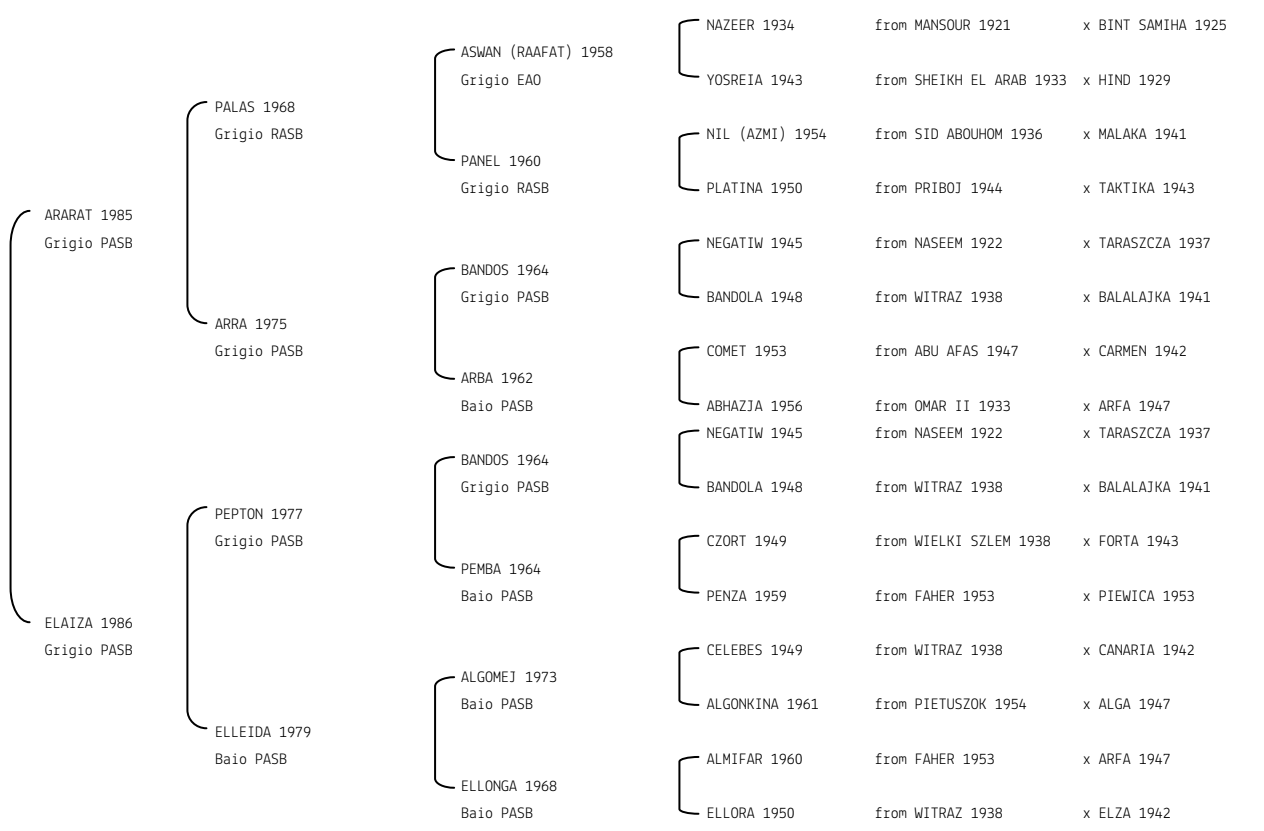 NAZEER 1934 from MANSOUR 1921 x BINT SAMIHA 1925
ASWAN (RAAFAT) 1958
Grigio EAO
YOSREIA 1943 from SHEIKH EL ARAB 1933 x HIND 1929
PALAS 1968
Grigio RASB
NIL (AZMI) 1954 from SID ABOUHOM 1936 x MALAKA 1941
PANEL 1960
Grigio RASB
PLATINA 1950 from PRIBOJ 1944 x TAKTIKA 1943
ARARAT 1985
Grigio PASB
NEGATIW 1945 from NASEEM 1922 x TARASZCZA 1937
BANDOS 1964
Grigio PASB
BANDOLA 1948 from WITRAZ 1938 x BALALAJKA 1941
ARRA 1975
Grigio PASB
COMET 1953 from ABU AFAS 1947 x CARMEN 1942
ARBA 1962
Baio PASB
ABHAZJA 1956 from OMAR II 1933 x ARFA 1947
NEGATIW 1945 from NASEEM 1922 x TARASZCZA 1937
BANDOS 1964
Grigio PASB
BANDOLA 1948 from WITRAZ 1938 x BALALAJKA 1941
PEPTON 1977
Grigio PASB
CZORT 1949 from WIELKI SZLEM 1938 x FORTA 1943
PEMBA 1964
Baio PASB
PENZA 1959 from FAHER 1953 x PIEWICA 1953
ELAIZA 1986
Grigio PASB
CELEBES 1949 from WITRAZ 1938 x CANARIA 1942
ALGOMEJ 1973
Baio PASB
ALGONKINA 1961 from PIETUSZOK 1954 x ALGA 1947
ELLEIDA 1979
Baio PASB
ALMIFAR 1960 from FAHER 1953 x ARFA 1947
ELLONGA 1968
Baio PASB
ELLORA 1950 from WITRAZ 1938 x ELZA 1942